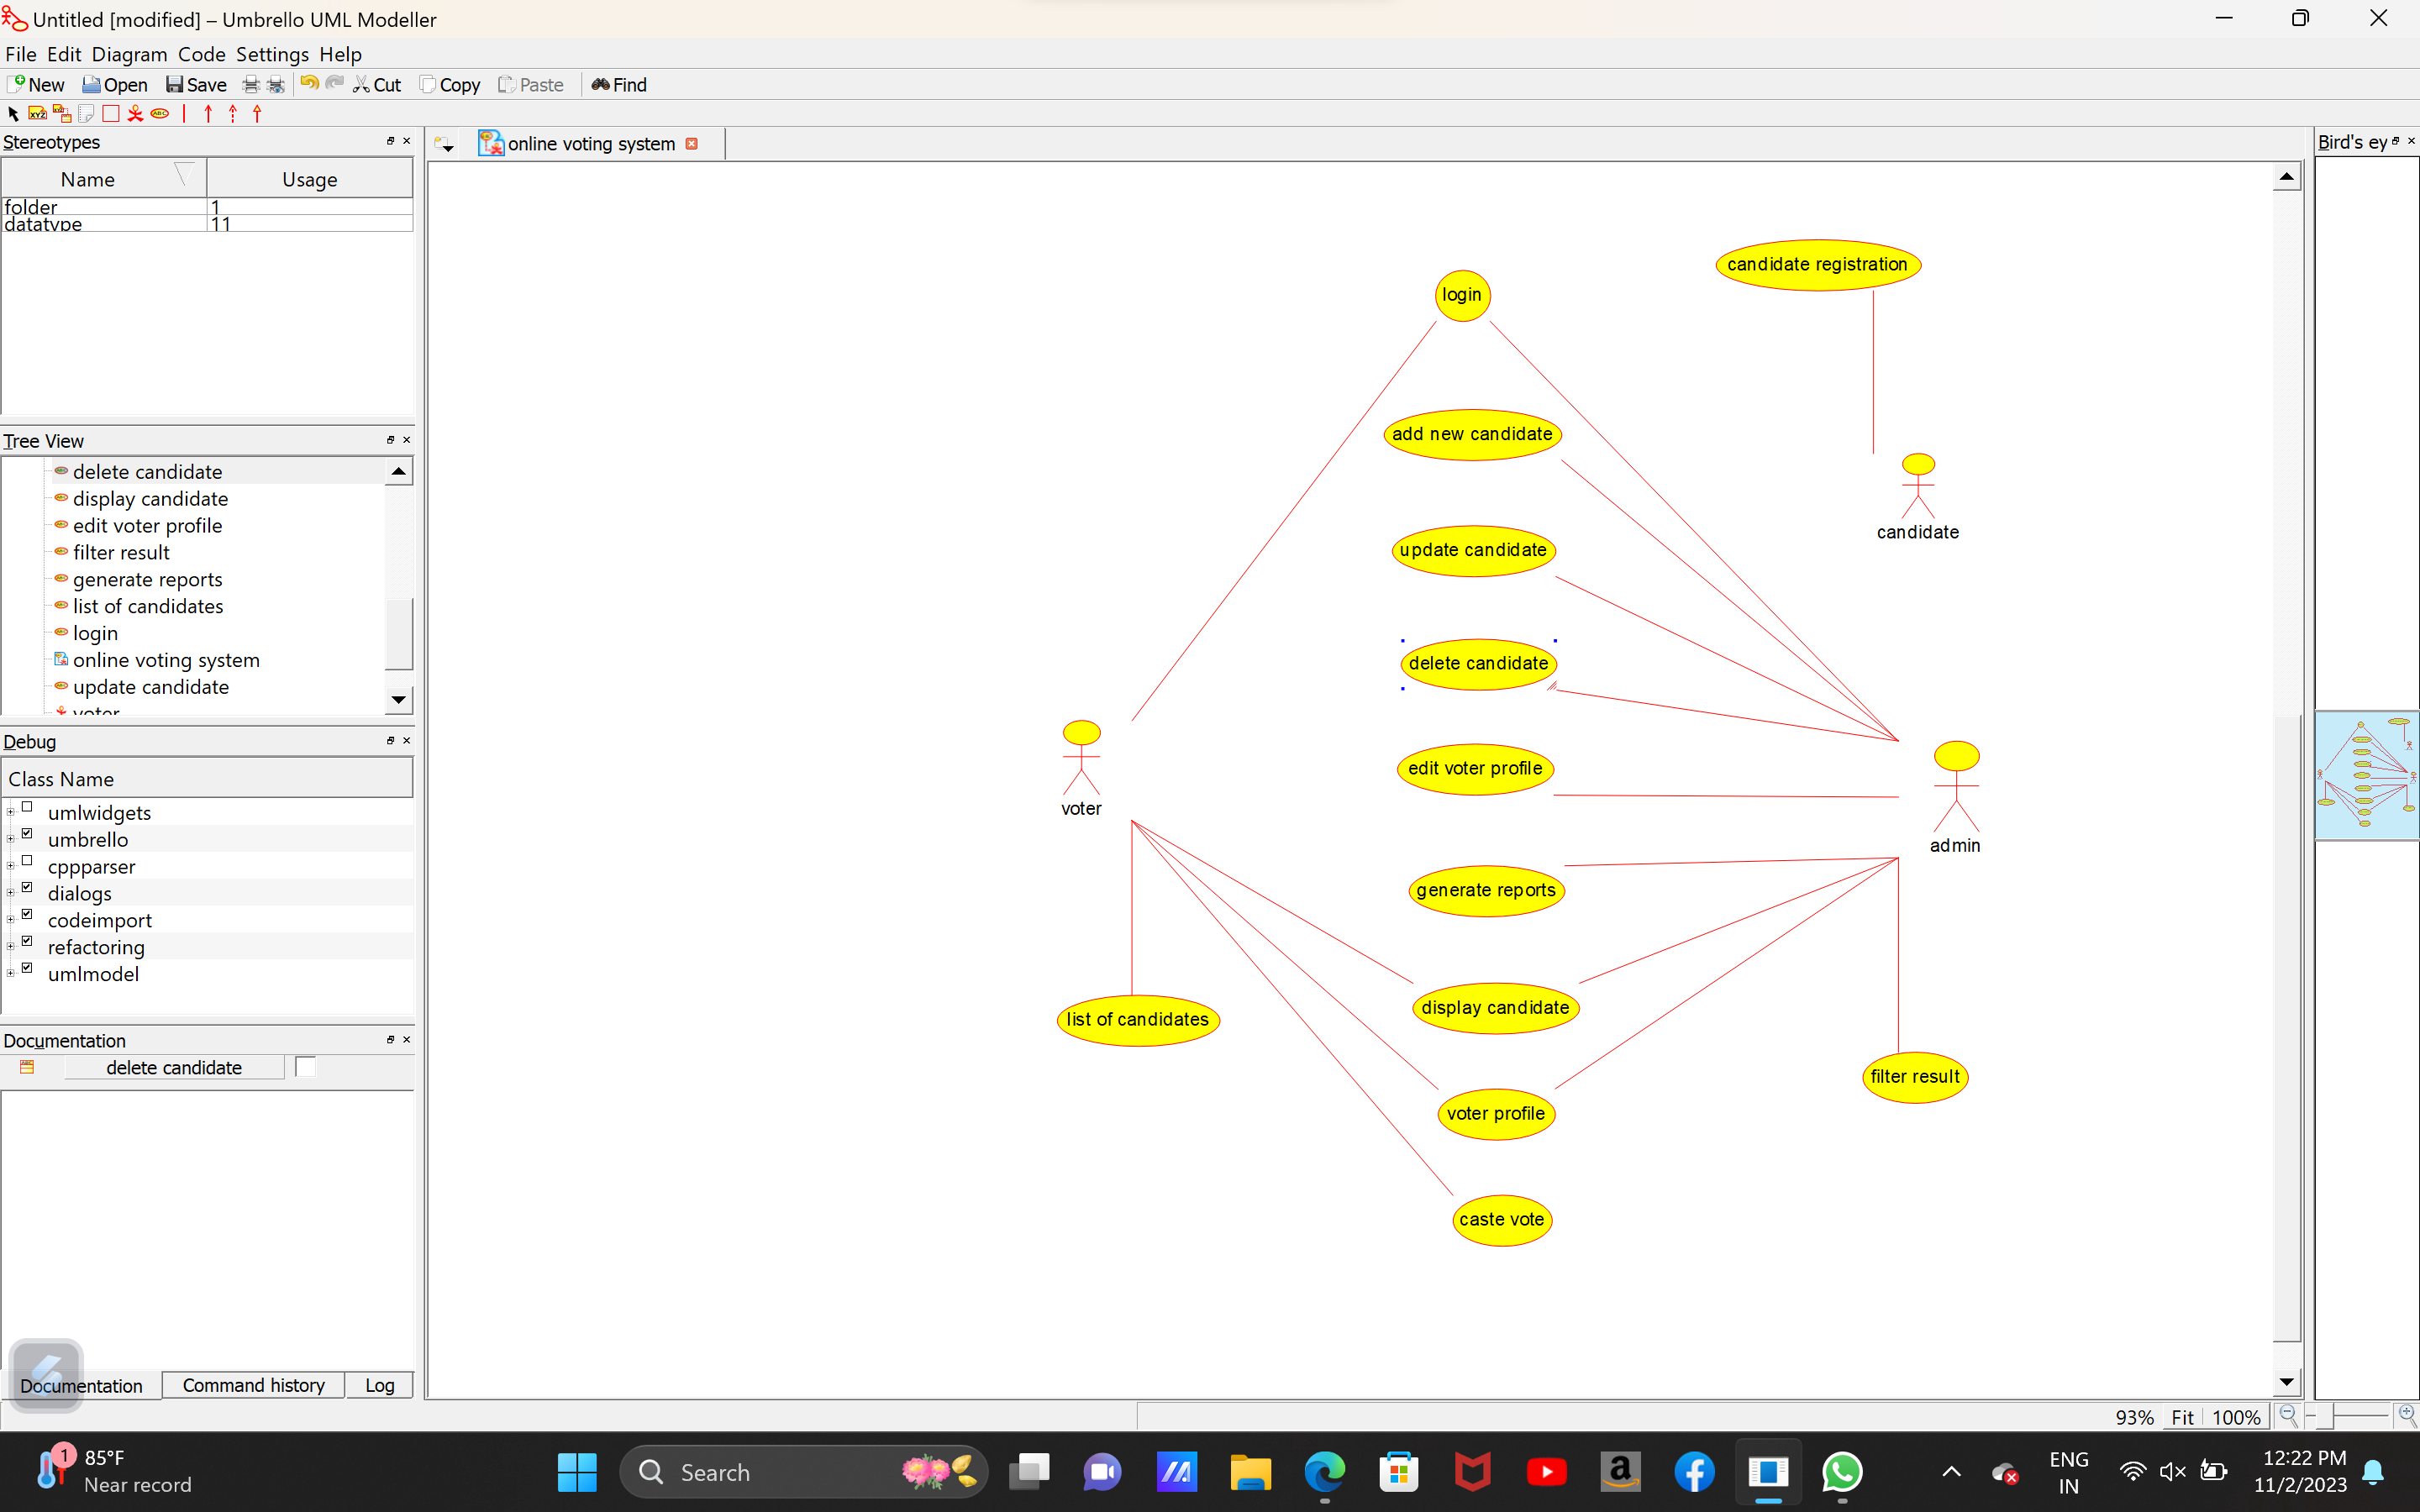 Untitled [modified] – Umbrello UML Modeller
File Edit Diagram Code Settings Help
New Open Save Cut Copy Paste Find
XYZ ABC
Stereotypes
Name Usage
folder 1
datatype 11
Tree View
delete candidate
display candidate
edit voter profile
filter result
generate reports
list of candidates
login
online voting system
update candidate
voter
Debug
Class Name
umlwidgets
umbrello
cppparser
dialogs
codeimport
refactoring
umlmodel
Documentation
delete candidate
Documentation Command history Log
online voting system
candidate registration
login
add new candidate
candidate
update candidate
delete candidate
edit voter profile
voter
admin
generate reports
display candidate
list of candidates
filter result
voter profile
caste vote
Bird's ey
93% Fit 100%
1
85°F
Near record
Search
a
ENG
IN
12:22 PM
11/2/2023